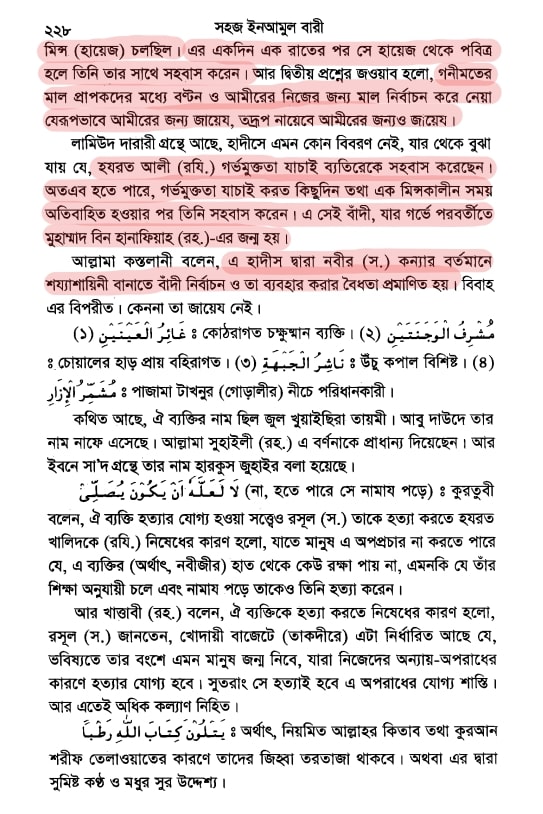 ২২৮ সহজ ইনআমুল বারী
মিন্স (হায়েজ) চলছিল। এর একদিন এক রাতের পর সে হায়েজ থেকে পবিত্র
হলে তিনি তার সাথে সহবাস করেন। আর দ্বিতীয় প্রশ্নের জওয়াব হলো, গনীমতের
মাল প্রাপকদের মধ্যে বণ্টন ও আমীরের নিজের জন্য মাল নির্বাচন করে নেয়া
যেরূপভাবে আমীরের জন্য জায়েয, তদ্রূপ নায়েবে আমীরের জন্যও জায়েয।
লামিউদ দারারী গ্রন্থে আছে, হাদীসে এমন কোন বিবরণ নেই, যার থেকে বুঝা
যায় যে, হযরত আলী (রযি.) গর্ভমুক্ততা যাচাই ব্যতিরেকে সহবাস করেছেন।
অতএব হতে পারে, গর্ভমুক্ততা যাচাই করত কিছুদিন তথা এক মিন্সকালীন সময়
অতিবাহিত হওয়ার পর তিনি সহবাস করেন। এ সেই বাঁদী, যার গর্ভে পরবর্তীতে
মুহাম্মাদ বিন হানাফিয়াহ (রহ.)-এর জন্ম হয়।
আল্লামা কস্তলানী বলেন, এ হাদীস দ্বারা নবীর (স.) কন্যার বর্তমানে
শয্যাশায়িনী বানাতে বাঁদী নির্বাচন ও তা ব্যবহার করার বৈধতা প্রমাণিত হয়। বিবাহ
এর বিপরীত। কেননা তা জায়েয নেই।
(১) غَائِرُ الْعَيْنَيْنِ : কোঠরাগত চক্ষুষ্মান ব্যক্তি। (২) مُشْرِفُ الْوَجْنَتَيْنِ
: চোয়ালের হাড় প্রায় বহিরাগত। (৩) نَاشِزُ الْجَبْهَةِ : উঁচু কপাল বিশিষ্ট। (৪)
مُشَمِّرُ الْإِزَارِ : পাজামা টাখনুর (গোড়ালীর) নীচে পরিধানকারী।
কথিত আছে, ঐ ব্যক্তির নাম ছিল জুল খুয়াইছিরা তায়মী। আবু দাউদে তার
নাম নাফে এসেছে। আল্লামা সুহাইলী (রহ.) এ বর্ণনাকে প্রাধান্য দিয়েছেন। আর
ইবনে সা’দ গ্রন্থে তার নাম হারকুস জুহাইর বলা হয়েছে।
لَا لَعَلَّهُ أَنْ يَكُوْنَ يُصَلِّيْ (না, হতে পারে সে নামায পড়ে) : কুরতুবী
বলেন, ঐ ব্যক্তি হত্যার যোগ্য হওয়া সত্ত্বেও রসূল (স.) তাকে হত্যা করতে হযরত
খালিদকে (রযি.) নিষেধের কারণ হলো, যাতে মানুষ এ অপপ্রচার না করতে পারে
যে, এ ব্যক্তির (অর্থাৎ, নবীজীর) হাত থেকে কেউ রক্ষা পায় না, এমনকি যে তাঁর
শিক্ষা অনুযায়ী চলে এবং নামায পড়ে তাকেও তিনি হত্যা করেন।
আর খাত্তাবী (রহ.) বলেন, ঐ ব্যক্তিকে হত্যা করতে নিষেধের কারণ হলো,
রসূল (স.) জানতেন, খোদায়ী বাজেটে (তাকদীরে) এটা নির্ধারিত আছে যে,
ভবিষ্যতে তার বংশে এমন মানুষ জন্ম নিবে, যারা নিজেদের অন্যায়-অপরাধের
কারণে হত্যার যোগ্য হবে। সুতরাং সে হত্যাই হবে এ অপরাধের যোগ্য শাস্তি।
আর এতেই অধিক কল্যাণ নিহিত।
يَتْلُوْنَ كِتَابَ اللّٰهِ رَطْبًا : অর্থাৎ, নিয়মিত আল্লাহর কিতাব তথা কুরআন
শরীফ তেলাওয়াতের কারণে তাদের জিহ্বা তরতাজা থাকবে। অথবা এর দ্বারা
সুমিষ্ট কণ্ঠ ও মধুর সুর উদ্দেশ্য।